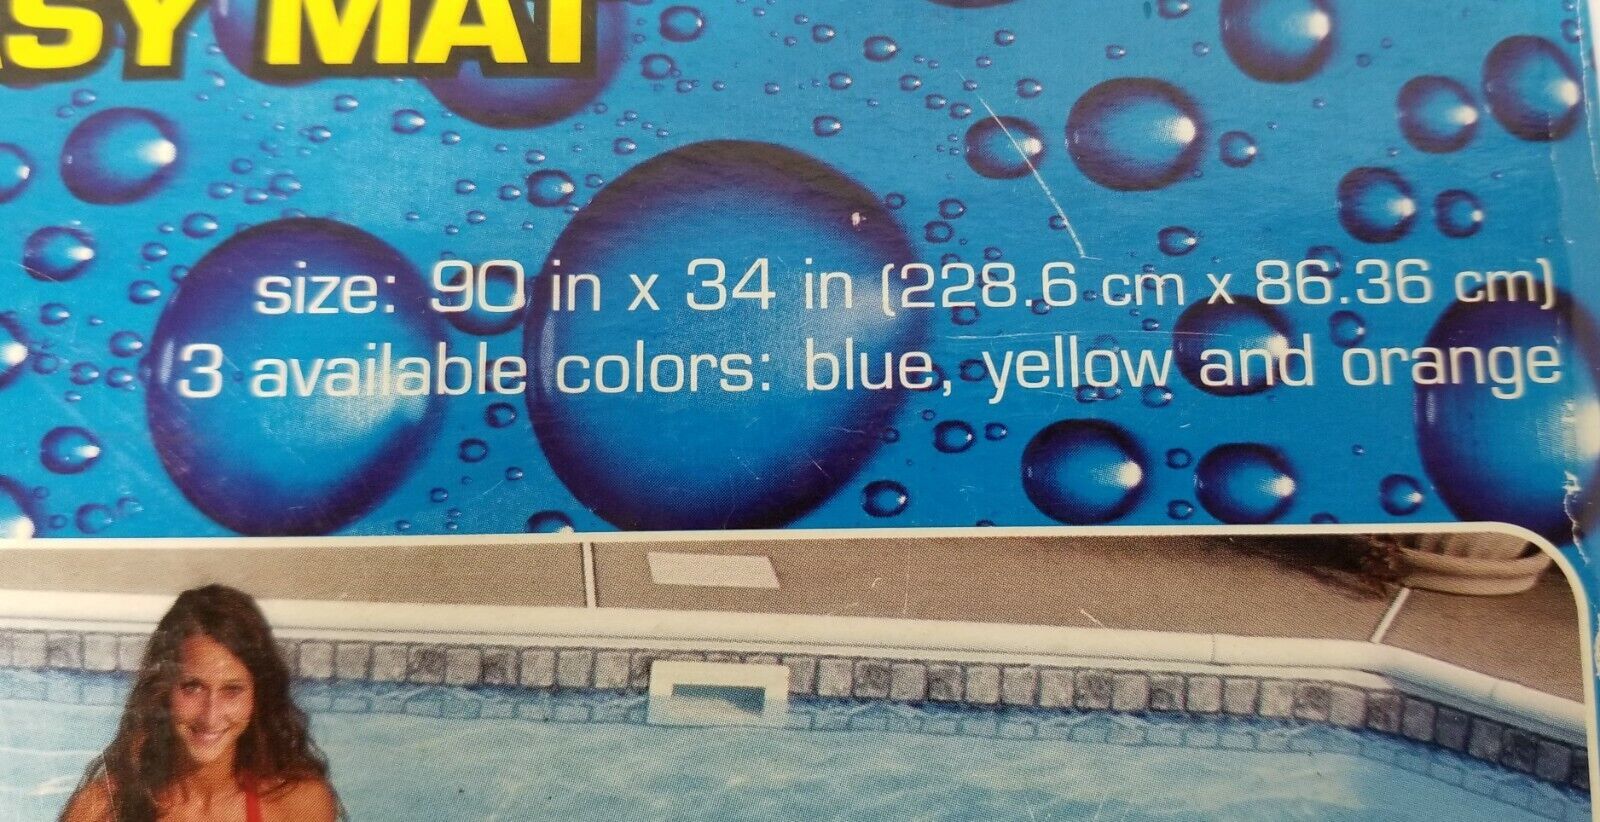 ASY MAT
size: 90 in x 34 in (228.6 cm x 86.36 cm)
3 available colors: blue, yellow and orange